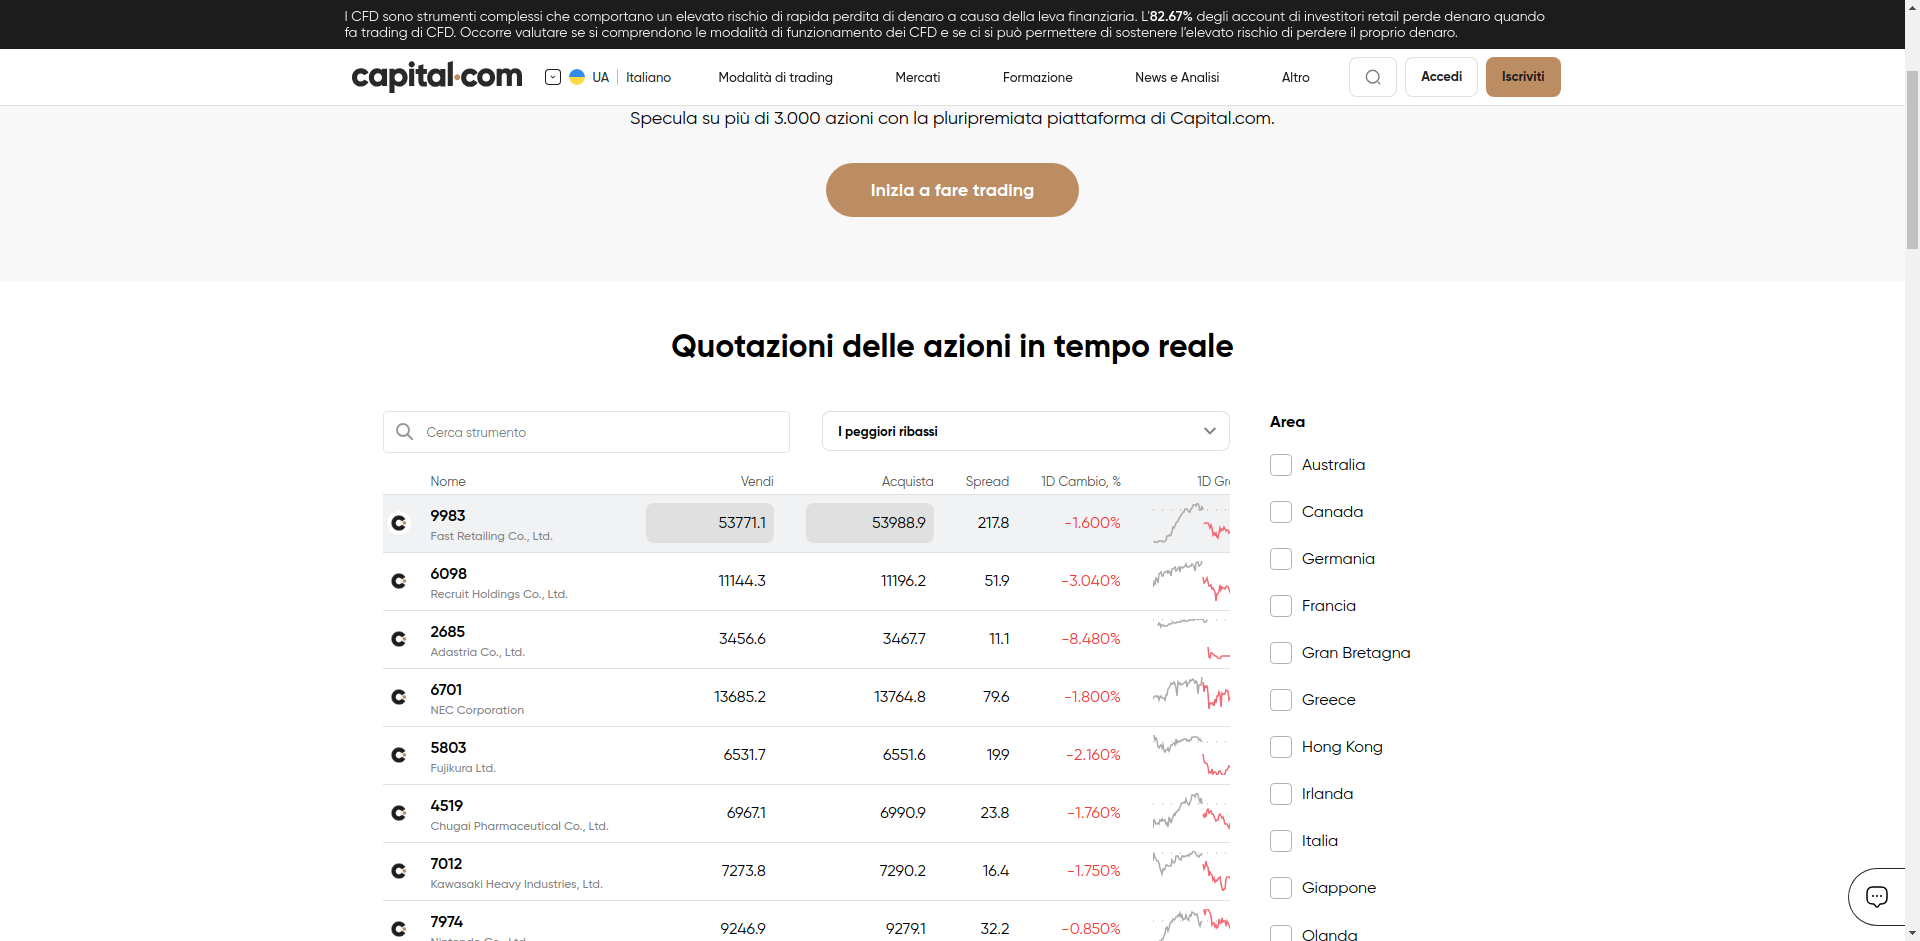 I CFD sono strumenti complessi che comportano un elevato rischio di rapida perdita di denaro a causa della leva finanziaria. L'82.67% degli account di investitori retail perde denaro quando
fa trading di CFD. Occorre valutare se si comprendono le modalità di funzionamento dei CFD e se ci si può permettere di sostenere l'elevato rischio di perdere il proprio denaro.
capital.com UA Italiano Modalità di trading Mercati Formazione News e Analisi Altro Accedi Iscriviti
Specula su più di 3.000 azioni con la pluripremiata piattaforma di Capital.com.
Inizia a fare trading
Quotazioni delle azioni in tempo reale
Cerca strumento
I peggiori ribassi
Nome Vendi Acquista Spread 1D Cambio, % 1D Gr
9983 53771.1 53988.9 217.8 -1.600%
Fast Retailing Co., Ltd.
6098 11144.3 11196.2 51.9 -3.040%
Recruit Holdings Co., Ltd.
2685 3456.6 3467.7 11.1 -8.480%
Adastria Co., Ltd.
6701 13685.2 13764.8 79.6 -1.800%
NEC Corporation
5803 6531.7 6551.6 19.9 -2.160%
Fujikura Ltd.
4519 6967.1 6990.9 23.8 -1.760%
Chugai Pharmaceutical Co., Ltd.
7012 7273.8 7290.2 16.4 -1.750%
Kawasaki Heavy Industries, Ltd.
7974 9246.9 9279.1 32.2 -0.850%
Nintendo Co., Ltd.
Area
Australia
Canada
Germania
Francia
Gran Bretagna
Greece
Hong Kong
Irlanda
Italia
Giappone
Olanda